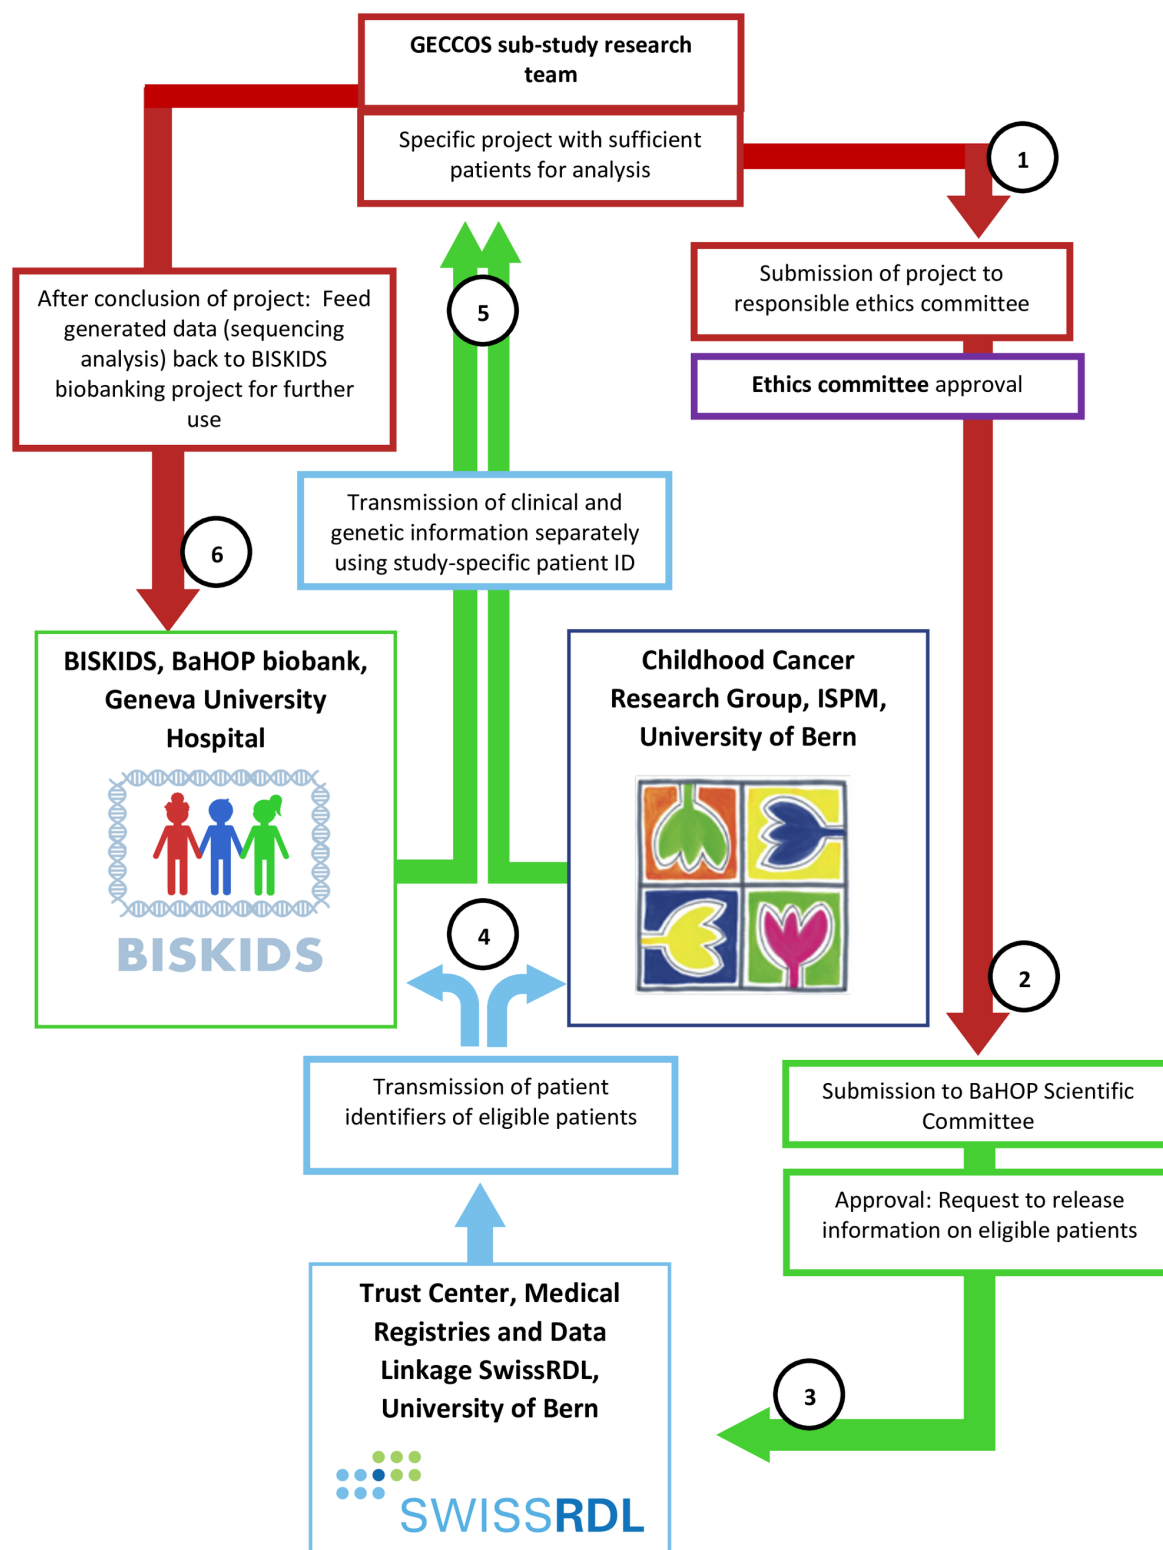 GECCOS sub-study research
team
Specific project with sufficient
patients for analysis
1
Submission of project to
responsible ethics committee
Ethics committee approval
After conclusion of project:  Feed
generated data (sequencing
analysis) back to BISKIDS
biobanking project for further
use
5
Transmission of clinical and
genetic information separately
using study-specific patient ID
6
BISKIDS, BaHOP biobank,
Geneva University
Hospital
BISKIDS
Childhood Cancer
Research Group, ISPM,
University of Bern
4
2
Transmission of patient
identifiers of eligible patients
Submission to BaHOP Scientific
Committee
Approval: Request to release
information on eligible patients
Trust Center, Medical
Registries and Data
Linkage SwissRDL,
University of Bern
3
SWISSRDL